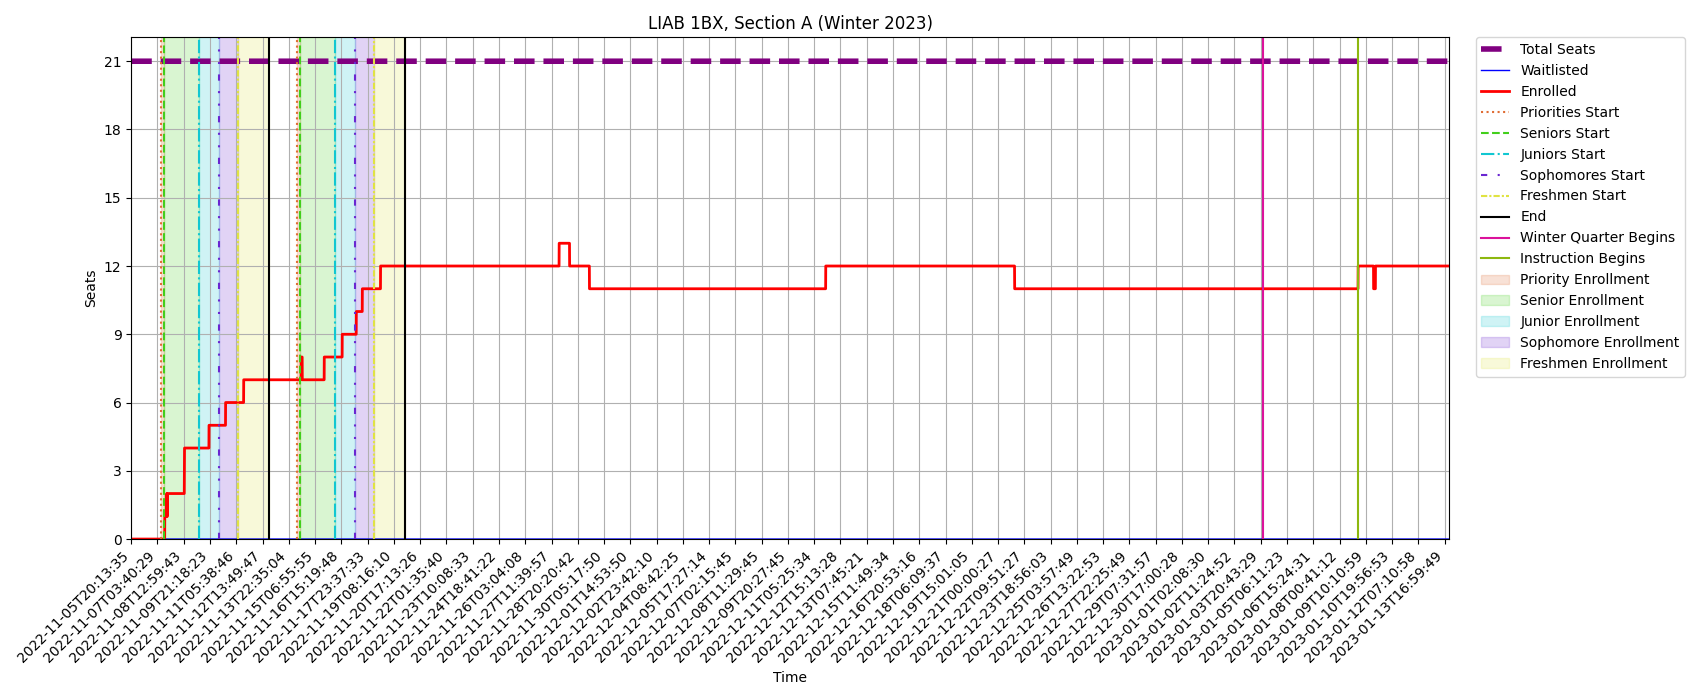 LIAB 1BX, Section A (Winter 2023)
Seats
21
18
15
12
9
6
3
0
2022-11-05T20:13:35
2022-11-07T03:40:29
2022-11-08T12:59:43
2022-11-09T21:18:23
2022-11-11T05:38:46
2022-11-12T13:49:47
2022-11-13T22:35:04
2022-11-15T06:55:55
2022-11-16T15:19:48
2022-11-17T23:37:33
2022-11-19T08:16:10
2022-11-20T17:13:26
2022-11-22T01:35:40
2022-11-23T10:08:33
2022-11-24T18:41:22
2022-11-26T03:04:08
2022-11-27T11:39:57
2022-11-28T20:20:42
2022-11-30T05:17:50
2022-12-01T14:53:50
2022-12-02T23:42:10
2022-12-04T08:42:25
2022-12-05T17:27:14
2022-12-07T02:15:45
2022-12-08T11:29:45
2022-12-09T20:27:45
2022-12-11T05:25:34
2022-12-12T15:13:28
2022-12-13T07:45:21
2022-12-15T11:49:34
2022-12-16T20:53:16
2022-12-18T06:09:37
2022-12-19T15:01:05
2022-12-21T00:00:27
2022-12-22T09:51:27
2022-12-23T18:56:03
2022-12-25T03:57:49
2022-12-26T13:22:53
2022-12-27T22:25:49
2022-12-29T07:31:57
2022-12-30T17:00:28
2023-01-01T02:08:30
2023-01-02T11:24:52
2023-01-03T20:43:29
2023-01-05T06:11:23
2023-01-06T15:24:31
2023-01-08T00:41:12
2023-01-09T10:10:59
2023-01-10T19:56:53
2023-01-12T07:10:58
2023-01-13T16:59:49
Time
Total Seats
Waitlisted
Enrolled
Priorities Start
Seniors Start
Juniors Start
Sophomores Start
Freshmen Start
End
Winter Quarter Begins
Instruction Begins
Priority Enrollment
Senior Enrollment
Junior Enrollment
Sophomore Enrollment
Freshmen Enrollment